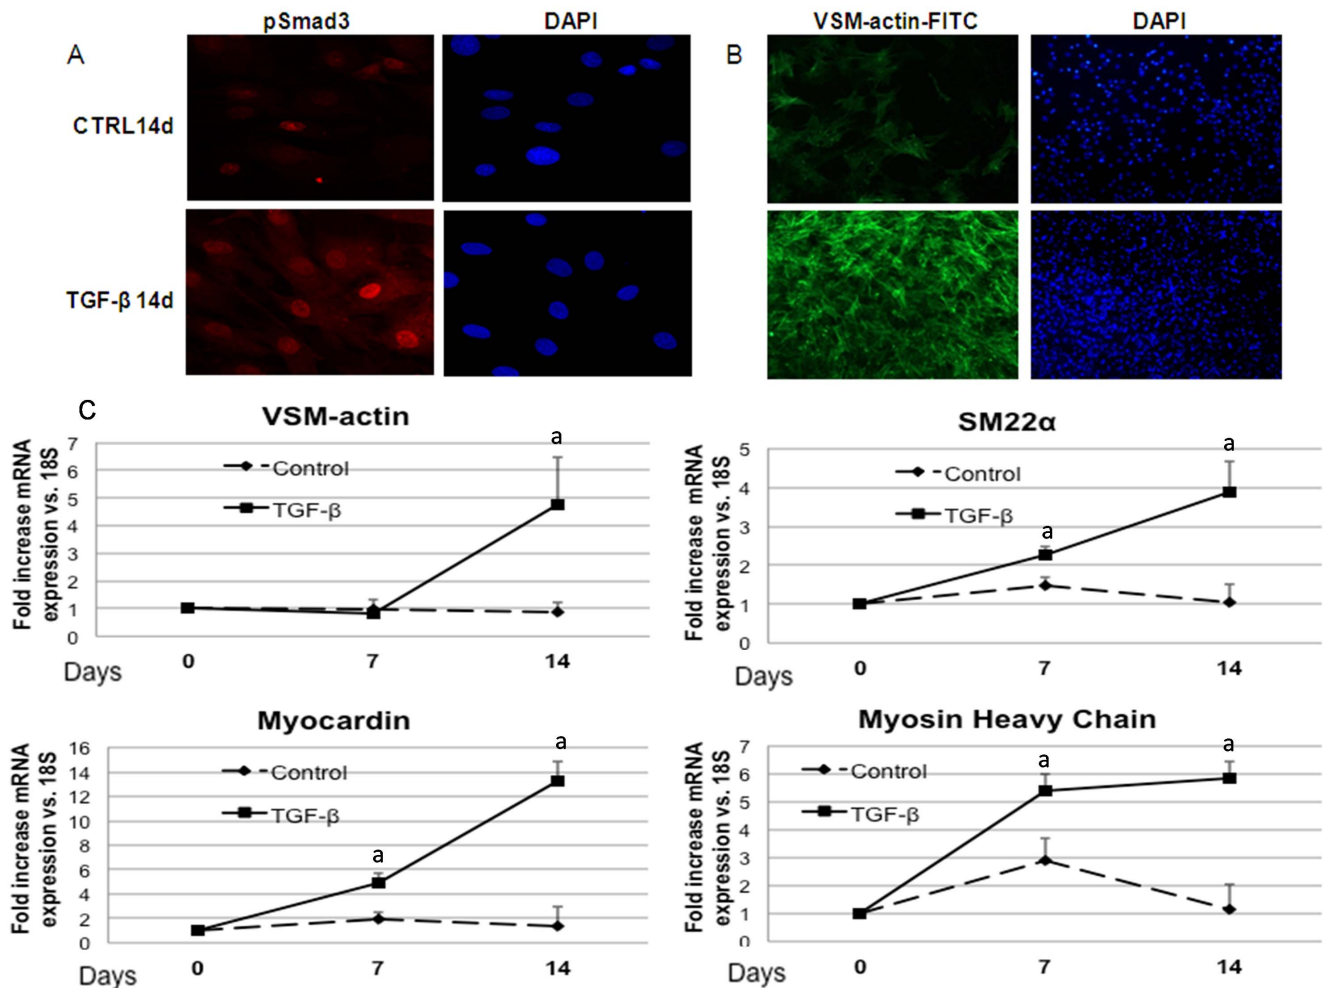 pSmad3 DAPI VSM-actin-FITC DAPI
A B
CTRL14d
TGF-β 14d
C
VSM-actin
Fold increase mRNA
expression vs. 18S
7
6
5
4
3
2
1
0
Control
TGF-β
a
Days 0 7 14
SM22α
Fold increase mRNA
expression vs. 18S
5
4
3
2
1
0
Control
TGF-β
a
a
Days 0 7 14
Myocardin
Fold increase mRNA
expression vs. 18S
16
14
12
10
8
6
4
2
0
Control
TGF-β
a
a
Days 0 7 14
Myosin Heavy Chain
Fold increase mRNA
expression vs. 18S
7
6
5
4
3
2
1
0
Control
TGF-β
a
a
Days 0 7 14